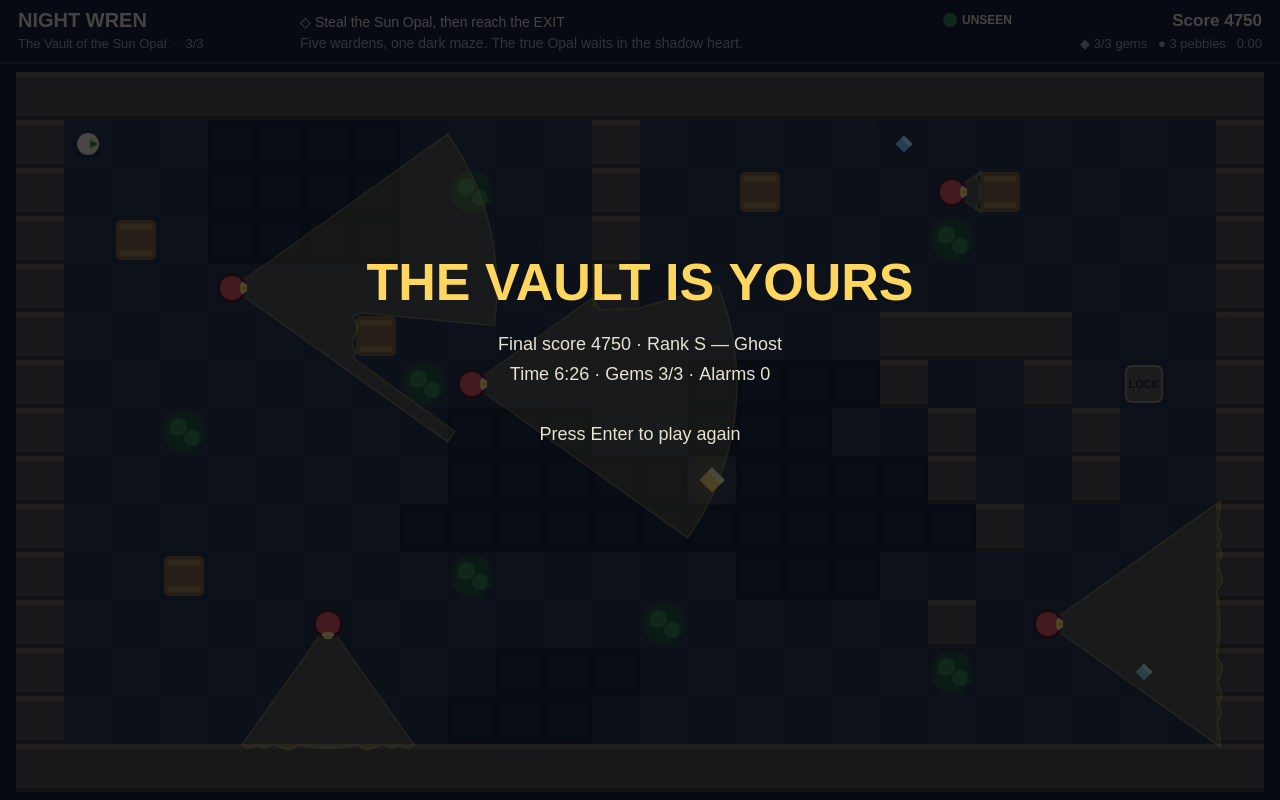 NIGHT WREN
The Vault of the Sun Opal · 3/3
◇ Steal the Sun Opal, then reach the EXIT
Five wardens, one dark maze. The true Opal waits in the shadow heart.
UNSEEN
Score 4750
◆ 3/3 gems ● 3 pebbles 0:00
THE VAULT IS YOURS
Final score 4750 · Rank S — Ghost
Time 6:26 · Gems 3/3 · Alarms 0
LOCK
Press Enter to play again